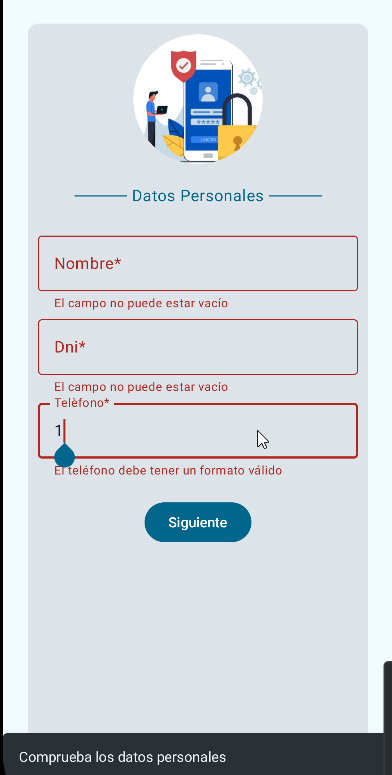 Datos Personales
Nombre*
El campo no puede estar vacío
Dni*
El campo no puede estar vacío
Telèfono*
1
El teléfono debe tener un formato válido
Siguiente
Comprueba los datos personales